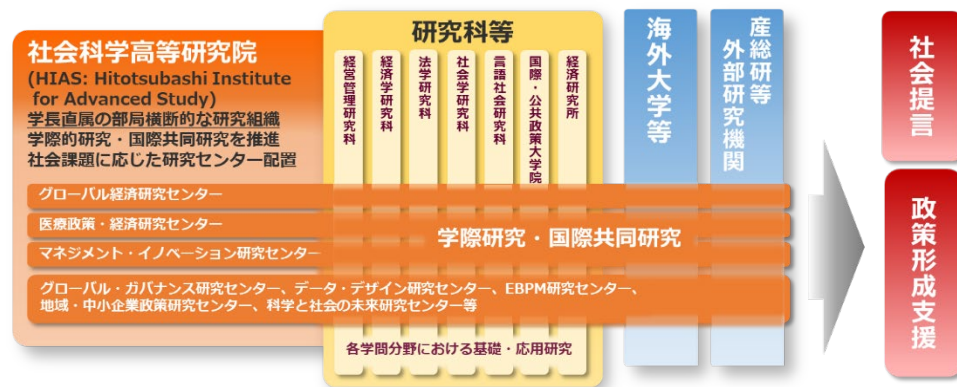 社会科学高等研究院
(HIAS: Hitotsubashi Institute
for Advanced Study)
学長直属の部局横断的な研究組織
学際的研究・国際共同研究を推進
社会課題に応じた研究センター配置
研究科等
経営管理研究科
経済学研究科
法学研究科
社会学研究科
言語社会研究科
国際・公共政策大学院
経済研究所
海外大学等
産総研等
外部研究機関
社会提言
政策形成支援
グローバル経済研究センター
医療政策・経済研究センター
マネジメント・イノベーション研究センター
学際研究・国際共同研究
グローバル・ガバナンス研究センター、データ・デザイン研究センター、EBPM研究センター、
地域・中小企業政策研究センター、科学と社会の未来研究センター等
各学問分野における基礎・応用研究